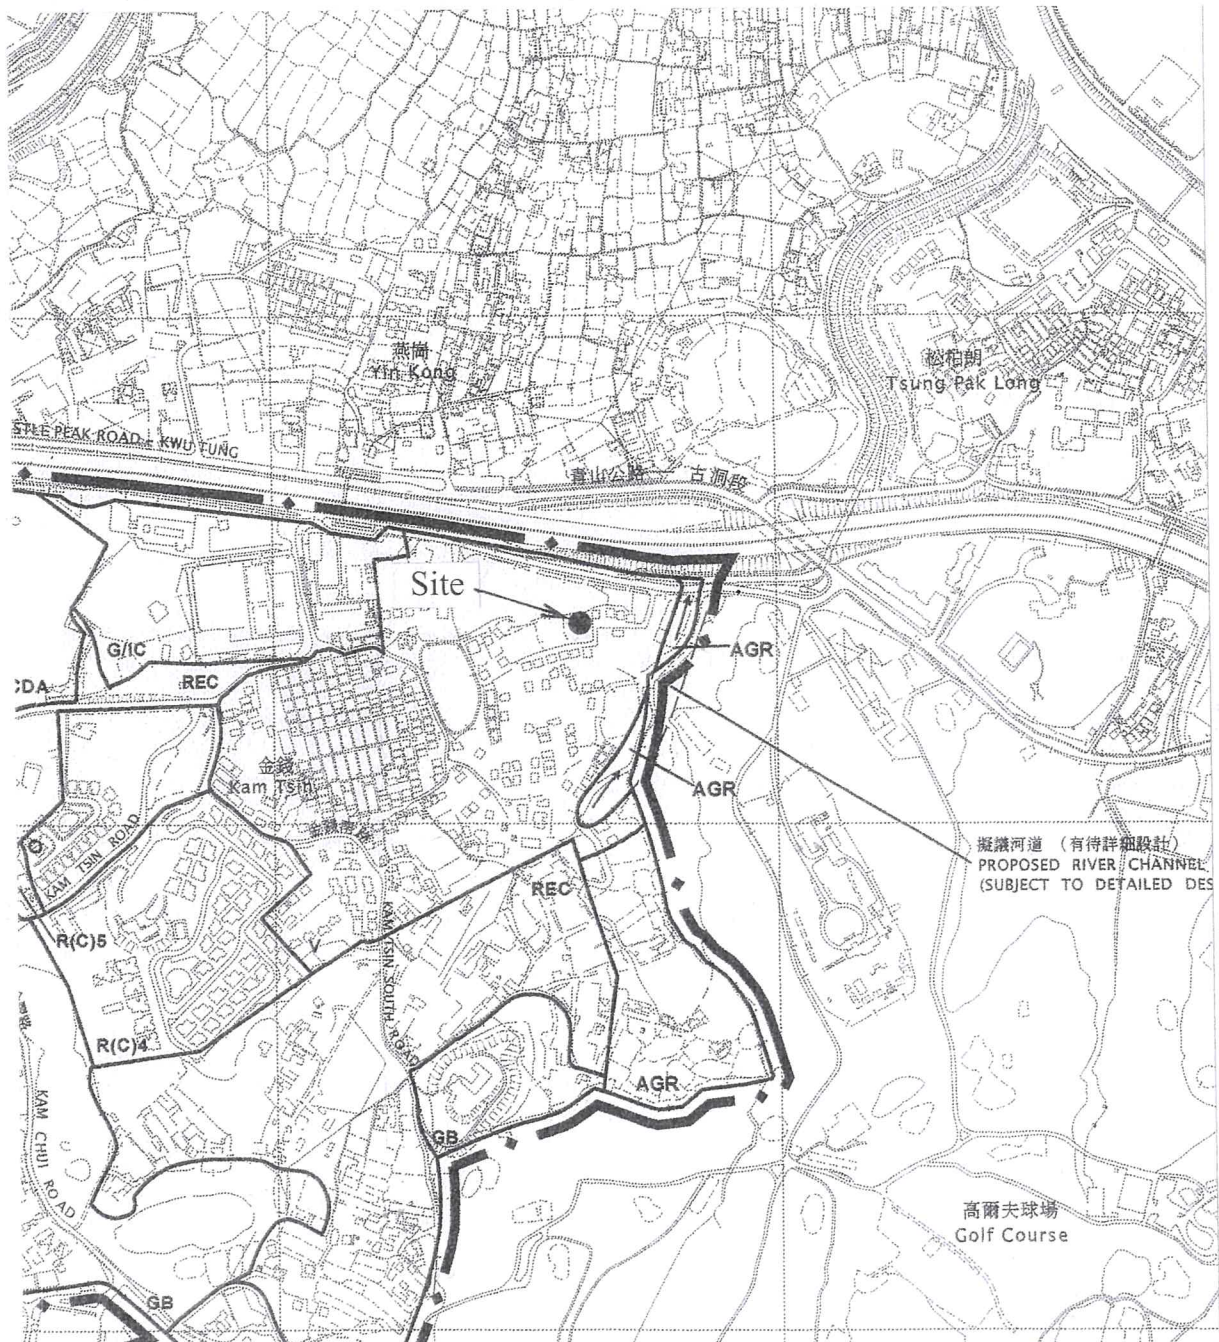 燕崗
Yin Kong
松柏朗
Tsung Pak Long
STLE PEAK ROAD - KWU TUNG
青山公路 古洞段
Site
G/IC
CDA
REC
AGR
金錢
Kam Tsin
AGR
KAM TSIN ROAD
擬議河道 （有待詳細設計）
PROPOSED RIVER CHANNEL
(SUBJECT TO DETAILED DES
REC
R(C)5
V
KAM TSIN SOUTH ROAD
R(C)4
AGR
KAM CHUI ROAD
GB
高爾夫球場
Golf Course
GB